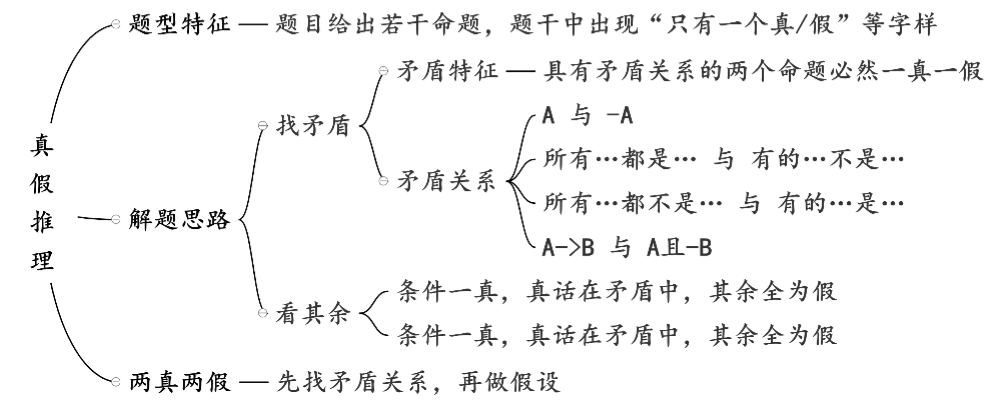 真假推理
题型特征
题目给出若干命题，题干中出现“只有一个真/假”等字样
解题思路
找矛盾
矛盾特征
具有矛盾关系的两个命题必然一真一假
矛盾关系
A 与 -A
所有…都是… 与 有的…不是…
所有…都不是… 与 有的…是…
A->B 与 A且-B
看其余
条件一真，真话在矛盾中，其余全为假
条件一真，真话在矛盾中，其余全为假
两真两假
先找矛盾关系，再做假设